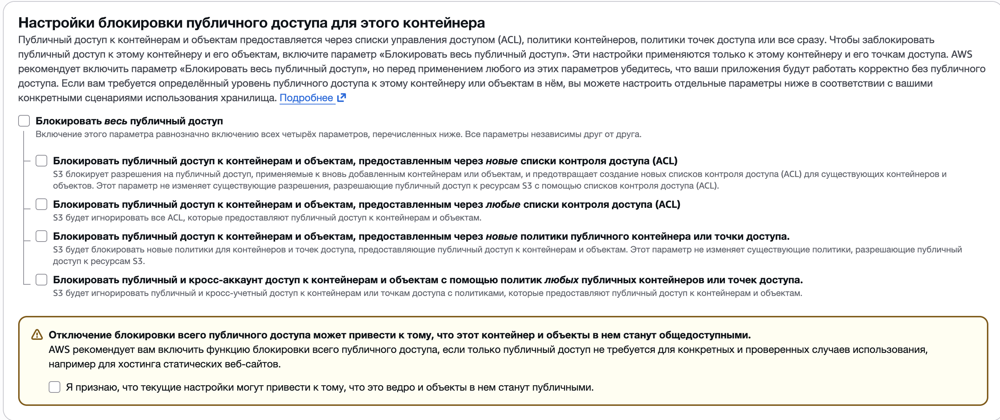 Настройки блокировки публичного доступа для этого контейнера
Публичный доступ к контейнерам и объектам предоставляется через списки управления доступом (ACL), политики контейнеров, политики точек доступа или все сразу. Чтобы заблокировать
публичный доступ к этому контейнеру и его объектам, включите параметр «Блокировать весь публичный доступ». Эти настройки применяются только к этому контейнеру и его точкам доступа. AWS
рекомендует включить параметр «Блокировать весь публичный доступ», но перед применением любого из этих параметров убедитесь, что ваши приложения будут работать корректно без публичного
доступа. Если вам требуется определённый уровень публичного доступа к этому контейнеру или объектам в нём, вы можете настроить отдельные параметры ниже в соответствии с вашими
конкретными сценариями использования хранилища. Подробнее
Блокировать весь публичный доступ
Включение этого параметра равнозначно включению всех четырёх параметров, перечисленных ниже. Все параметры независимы друг от друга.
Блокировать публичный доступ к контейнерам и объектам, предоставленным через новые списки контроля доступа (ACL)
S3 блокирует разрешения на публичный доступ, применяемые к вновь добавленным контейнерам или объектам, и предотвращает создание новых списков контроля доступа (ACL) для существующих контейнеров и
объектов. Этот параметр не изменяет существующие разрешения, разрешающие публичный доступ к ресурсам S3 с помощью списков контроля доступа (ACL).
Блокировать публичный доступ к контейнерам и объектам, предоставленным через любые списки контроля доступа (ACL)
S3 будет игнорировать все ACL, которые предоставляют публичный доступ к контейнерам и объектам.
Блокировать публичный доступ к контейнерам и объектам, предоставленным через новые политики публичного контейнера или точки доступа.
S3 будет блокировать новые политики для контейнеров и точек доступа, предоставляющие публичный доступ к контейнерам и объектам. Этот параметр не изменяет существующие политики, разрешающие публичный
доступ к ресурсам S3.
Блокировать публичный и кросс-аккаунт доступ к контейнерам и объектам с помощью политик любых публичных контейнеров или точек доступа.
S3 будет игнорировать публичный и кросс-учетный доступ к контейнерам или точкам доступа с политиками, которые предоставляют публичный доступ к контейнерам и объектам.
Отключение блокировки всего публичного доступа может привести к тому, что этот контейнер и объекты в нем станут общедоступными.
AWS рекомендует вам включить функцию блокировки всего публичного доступа, если только публичный доступ не требуется для конкретных и проверенных случаев использования,
например для хостинга статических веб-сайтов.
Я признаю, что текущие настройки могут привести к тому, что это ведро и объекты в нем станут публичными.